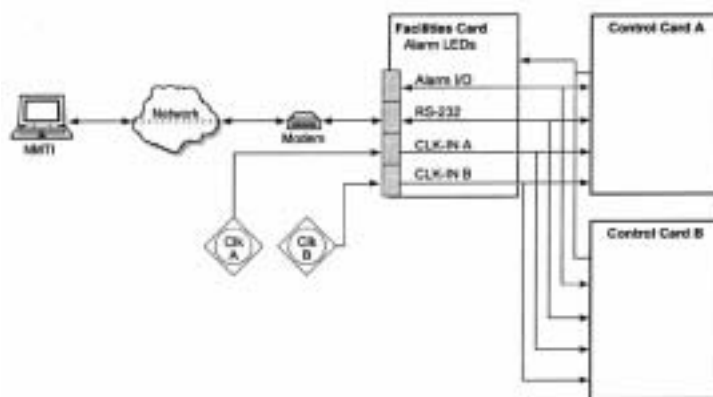 Facilities Card
Alarm LEDs
Control Card A
Alarm I/O
Network
RS-232
NMTI
Modem
CLK-IN A
CLK-IN B
Clk
A
Clk
B
Control Card B